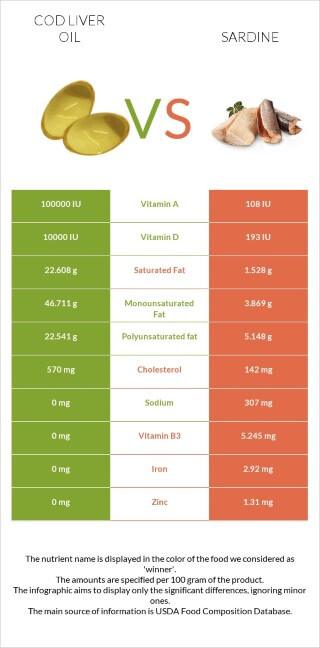 COD LIVER
OIL
SARDINE
VS
100000 IU Vitamin A 108 IU
10000 IU Vitamin D 193 IU
22.608 g Saturated Fat 1.528 g
46.711 g Monounsaturated Fat 3.869 g
22.541 g Polyunsaturated fat 5.148 g
570 mg Cholesterol 142 mg
0 mg Sodium 307 mg
0 mg Vitamin B3 5.245 mg
0 mg Iron 2.92 mg
0 mg Zinc 1.31 mg
The nutrient name is displayed in the color of the food we considered as
'winner'.
The amounts are specified per 100 gram of the product.
The infographic aims to display only the significant differences, ignoring minor
ones.
The main source of information is USDA Food Composition Database.